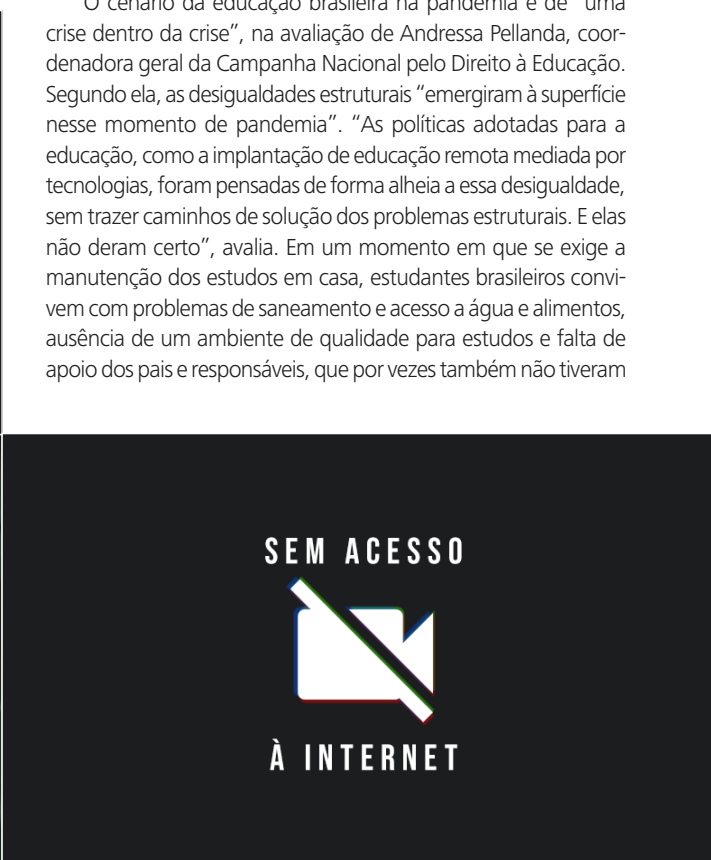 O cenário da educação brasileira na pandemia é de “uma
crise dentro da crise”, na avaliação de Andressa Pellanda, coor-
denadora geral da Campanha Nacional pelo Direito à Educação.
Segundo ela, as desigualdades estruturais “emergiram à superfície
nesse momento de pandemia”. “As políticas adotadas para a
educação, como a implantação de educação remota mediada por
tecnologias, foram pensadas de forma alheia a essa desigualdade,
sem trazer caminhos de solução dos problemas estruturais. E elas
não deram certo”, avalia. Em um momento em que se exige a
manutenção dos estudos em casa, estudantes brasileiros convi-
vem com problemas de saneamento e acesso a água e alimentos,
ausência de um ambiente de qualidade para estudos e falta de
apoio dos pais e responsáveis, que por vezes também não tiveram
SEM ACESSO
À INTERNET